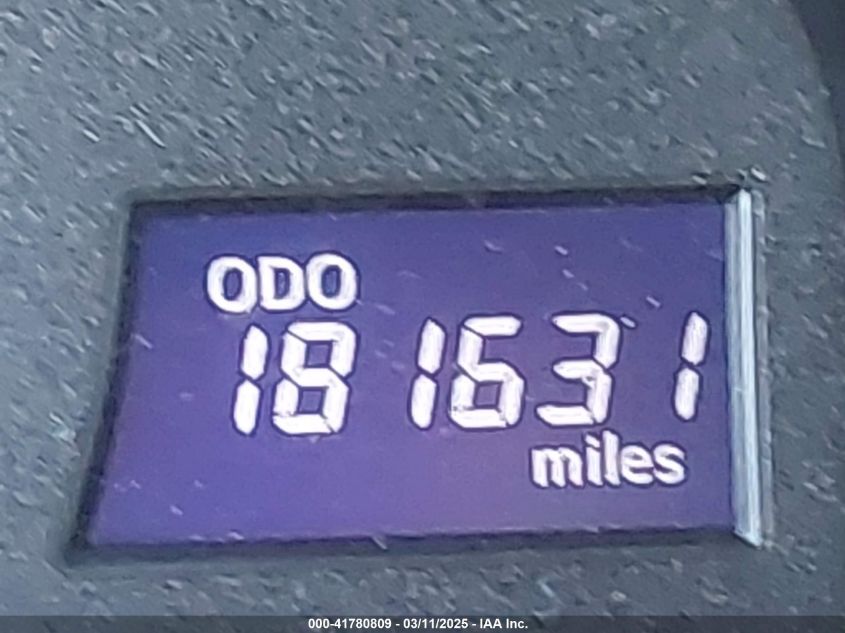 ODO
181631
miles
000-41780809 - 03/11/2025 - IAA Inc.